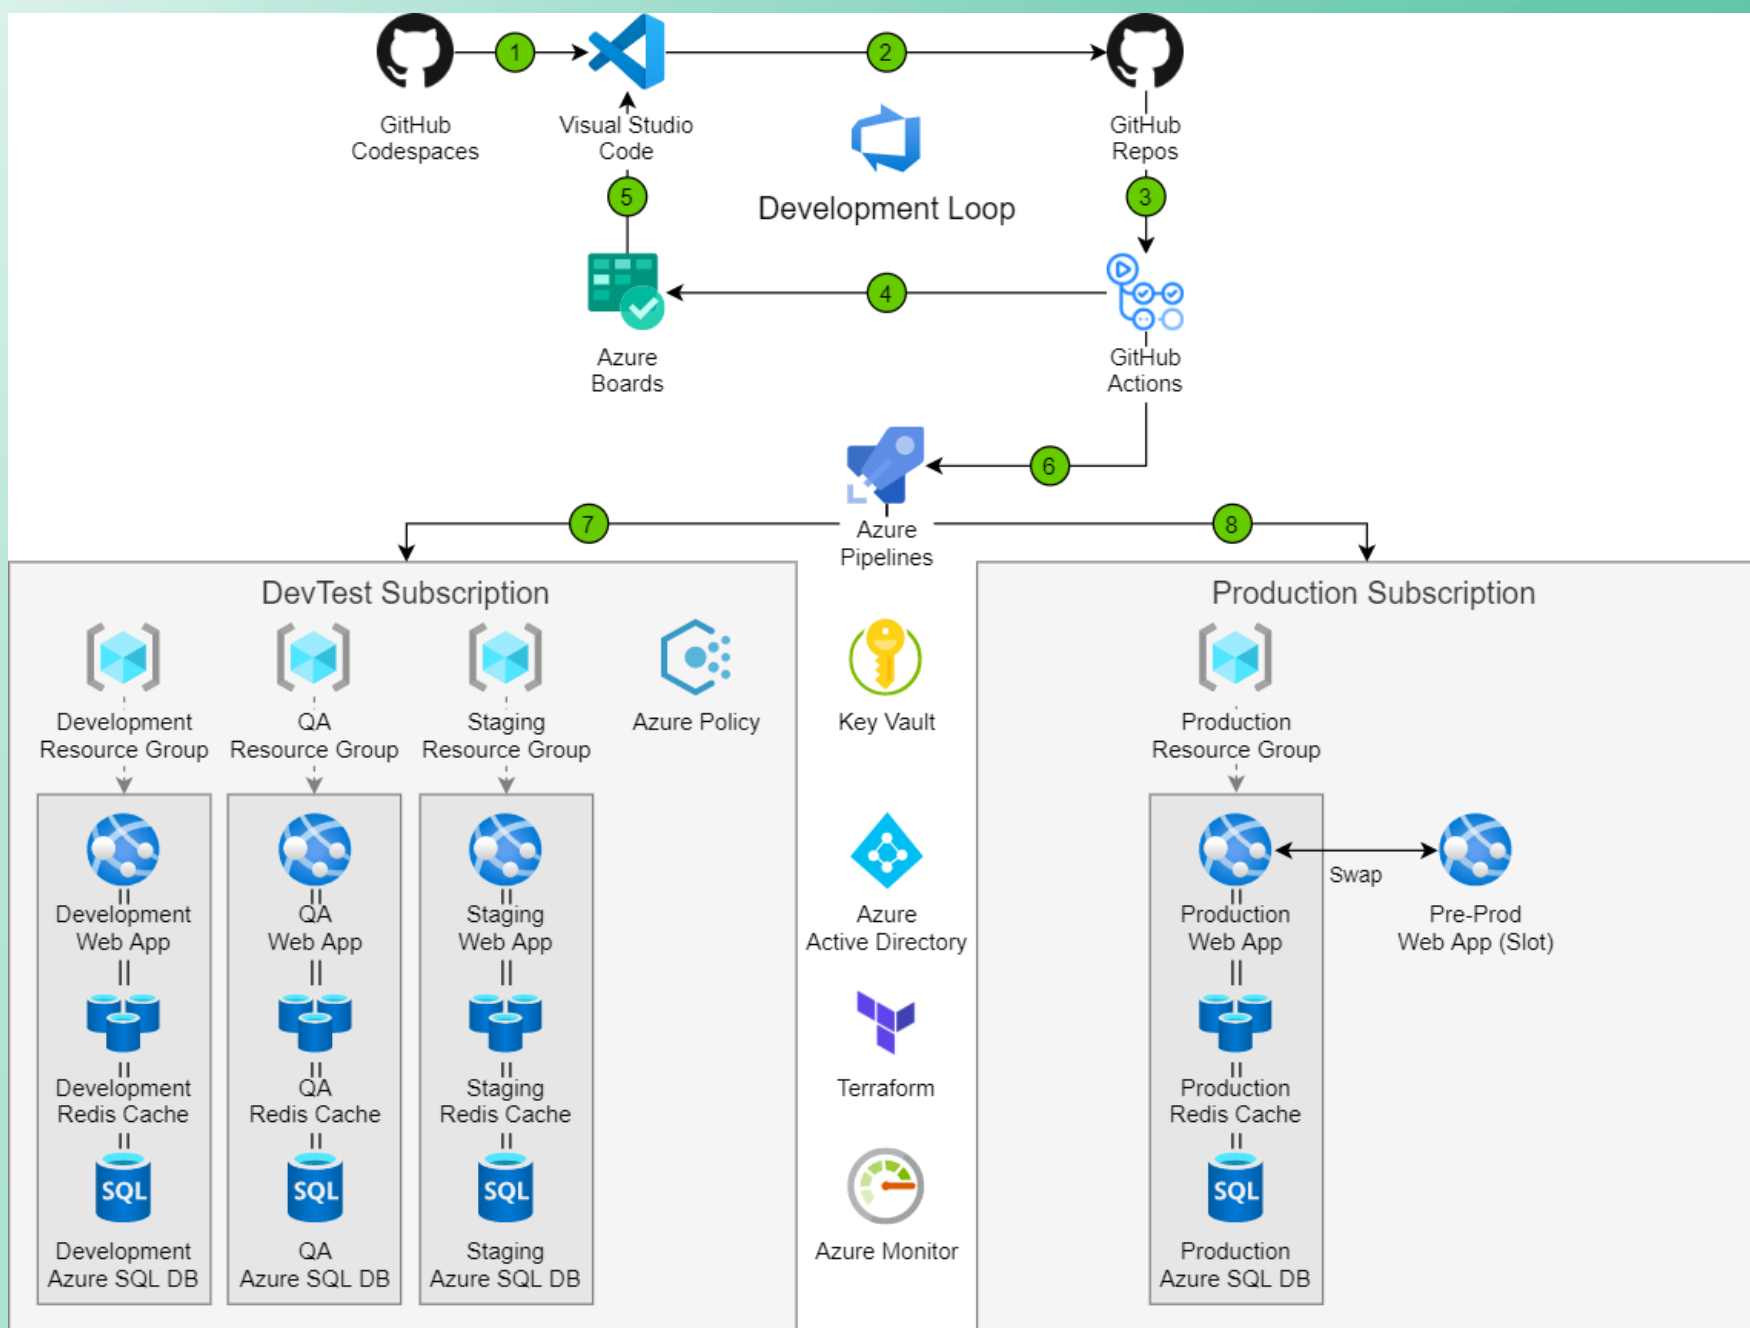 1
2
GitHub
Codespaces
Visual Studio
Code
GitHub
Repos
5
Development Loop
3
4
Azure
Boards
GitHub
Actions
6
7
8
Azure
Pipelines
DevTest Subscription
Production Subscription
Development
Resource Group
QA
Resource Group
Staging
Resource Group
Azure Policy
Key Vault
Production
Resource Group
Development
Web App
QA
Web App
Staging
Web App
Azure
Active Directory
Production
Web App
Swap
Pre-Prod
Web App (Slot)
Development
Redis Cache
QA
Redis Cache
Staging
Redis Cache
Terraform
Production
Redis Cache
SQL
SQL
SQL
SQL
Development
Azure SQL DB
QA
Azure SQL DB
Staging
Azure SQL DB
Azure Monitor
Production
Azure SQL DB